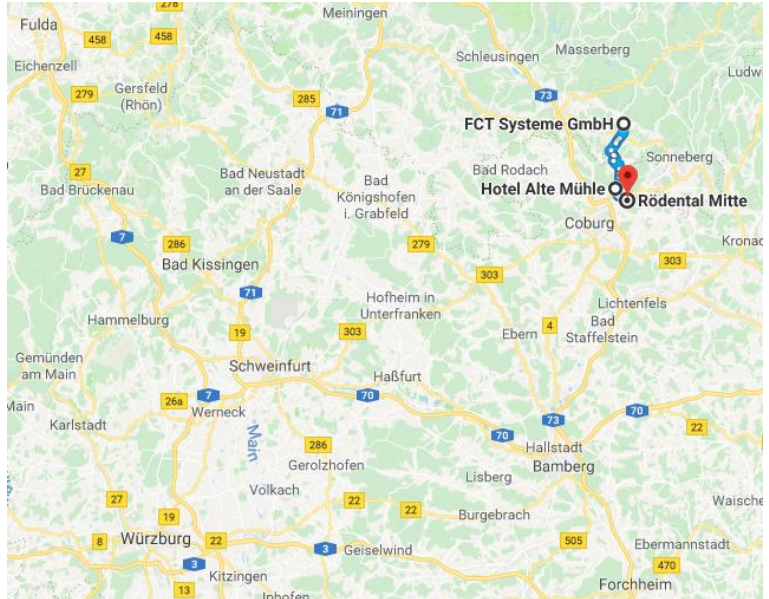 278
Meiningen
Fulda
458
458
Masserberg
Schleusingen
Eichenzell
Ludw
279
Gersfeld
(Rhön)
285
71
73
FCT Systeme GmbH
27
Bad Brückenau
Bad Neustadt
an der Saale
Bad
Königshofen
i. Grabfeld
Bad Rodach
Sonneberg
Hotel Alte Mühle
Rödental Mitte
Coburg
7
286
279
Kronac
Bad Kissingen
303
303
71
Hammelburg
Hofheim in
Unterfranken
Lichtenfels
Bad
Staffelstein
19
303
4
Ebern
Gemünden
am Main
Schweinfurt
Haßfurt
7
70
26a
Main
Werneck
70
73
Karlstadt
Main
286
70
22
Hallstadt
Gerolzhofen
Lisberg
Bamberg
27
Volkach
22
22
Waische
19
Burgebrach
8
Würzburg
22
505
Ebermannstadt
3
Geiselwind
3
Kitzingen
470
13
Iphofen
Forchheim